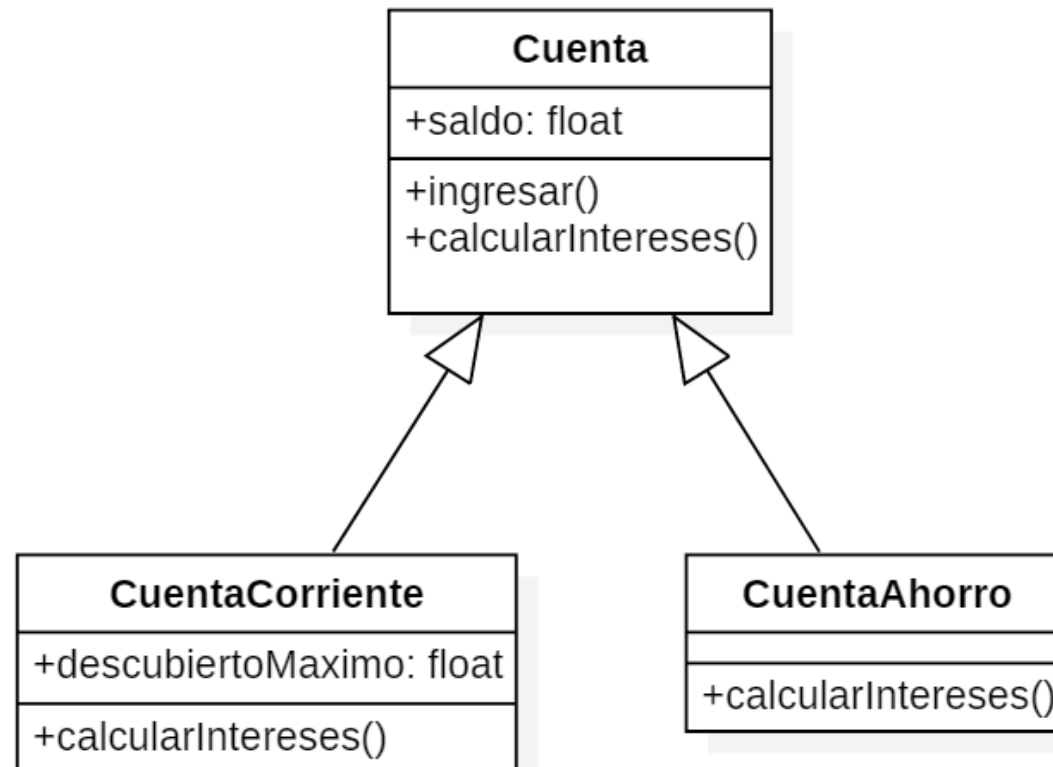 Cuenta
+saldo: float
+ingresar()
+calcularIntereses()
CuentaCorriente
+descubiertoMaximo: float
+calcularIntereses()
CuentaAhorro
+calcularIntereses()